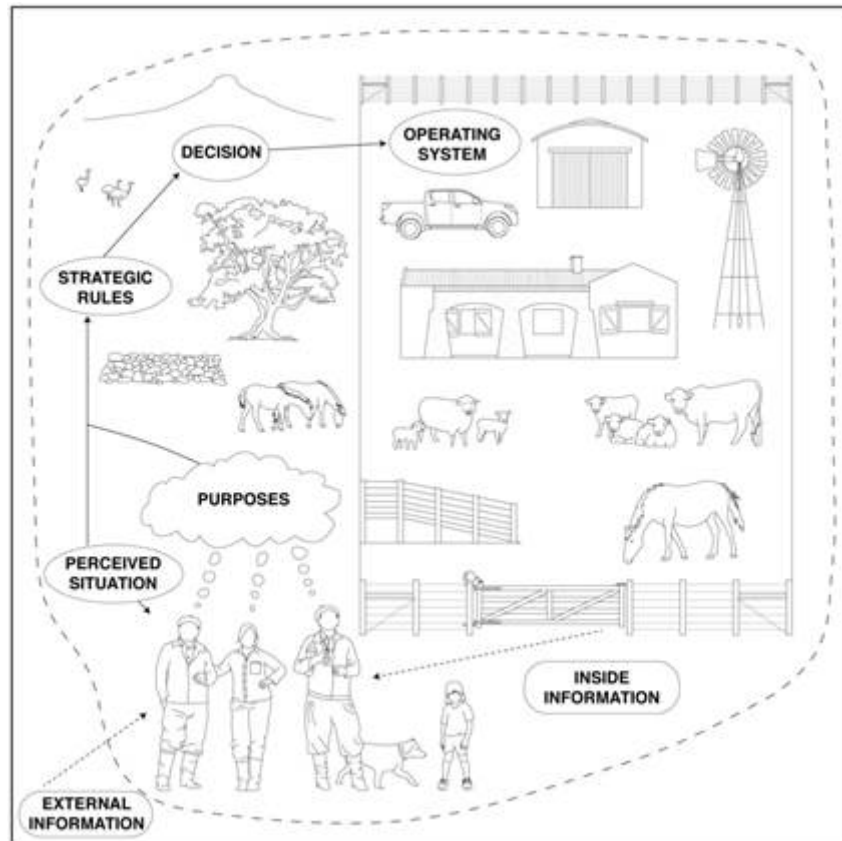 DECISION
OPERATING
SYSTEM
STRATEGIC
RULES
PURPOSES
PERCEIVED
SITUATION
INSIDE
INFORMATION
EXTERNAL
INFORMATION